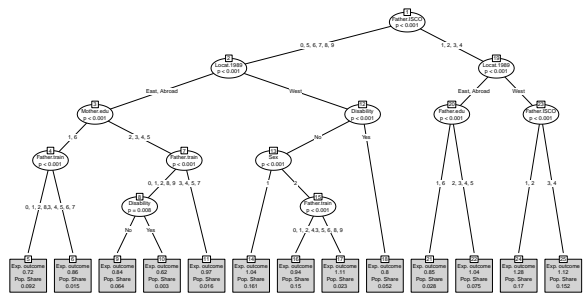 1
Father.ISCO
p < 0.001
0, 5, 6, 7, 8, 9
1, 2, 3, 4
2
Locat.1989
p < 0.001
19
Locat.1989
p < 0.001
East, Abroad
West
East, Abroad
West
3
Mother.edu
p < 0.001
12
Disability
p < 0.001
20
Father.edu
p < 0.001
23
Father.ISCO
p < 0.001
1, 6
2, 3, 4, 5
No
Yes
4
Father.train
p < 0.001
7
Father.train
p < 0.001
13
Sex
p < 0.001
0, 1, 2, 8, 9
3, 4, 5, 7
1
2
1, 6
2, 3, 4, 5
1, 2
3, 4
0, 1, 2, 8
3, 4, 5, 6, 7
8
Disability
p = 0.008
15
Father.train
p < 0.001
No
Yes
0, 1, 2, 4
3, 5, 6, 8, 9
5
Exp. outcome
0.72
Pop. Share
0.092
6
Exp. outcome
0.86
Pop. Share
0.015
9
Exp. outcome
0.84
Pop. Share
0.064
10
Exp. outcome
0.62
Pop. Share
0.003
11
Exp. outcome
0.97
Pop. Share
0.016
14
Exp. outcome
1.04
Pop. Share
0.161
16
Exp. outcome
0.94
Pop. Share
0.15
17
Exp. outcome
1.11
Pop. Share
0.023
18
Exp. outcome
0.8
Pop. Share
0.052
21
Exp. outcome
0.85
Pop. Share
0.028
22
Exp. outcome
1.04
Pop. Share
0.075
24
Exp. outcome
1.28
Pop. Share
0.17
25
Exp. outcome
1.12
Pop. Share
0.152